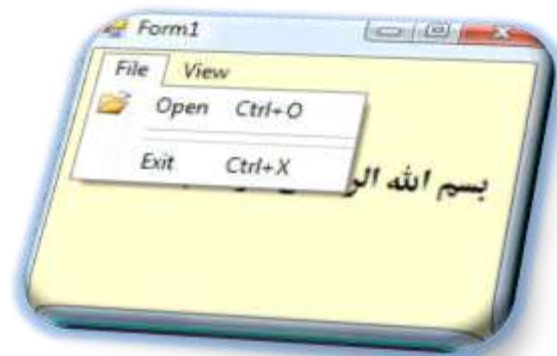 Form1
File View
Open Ctrl+O
Exit Ctrl+X
بسم الله